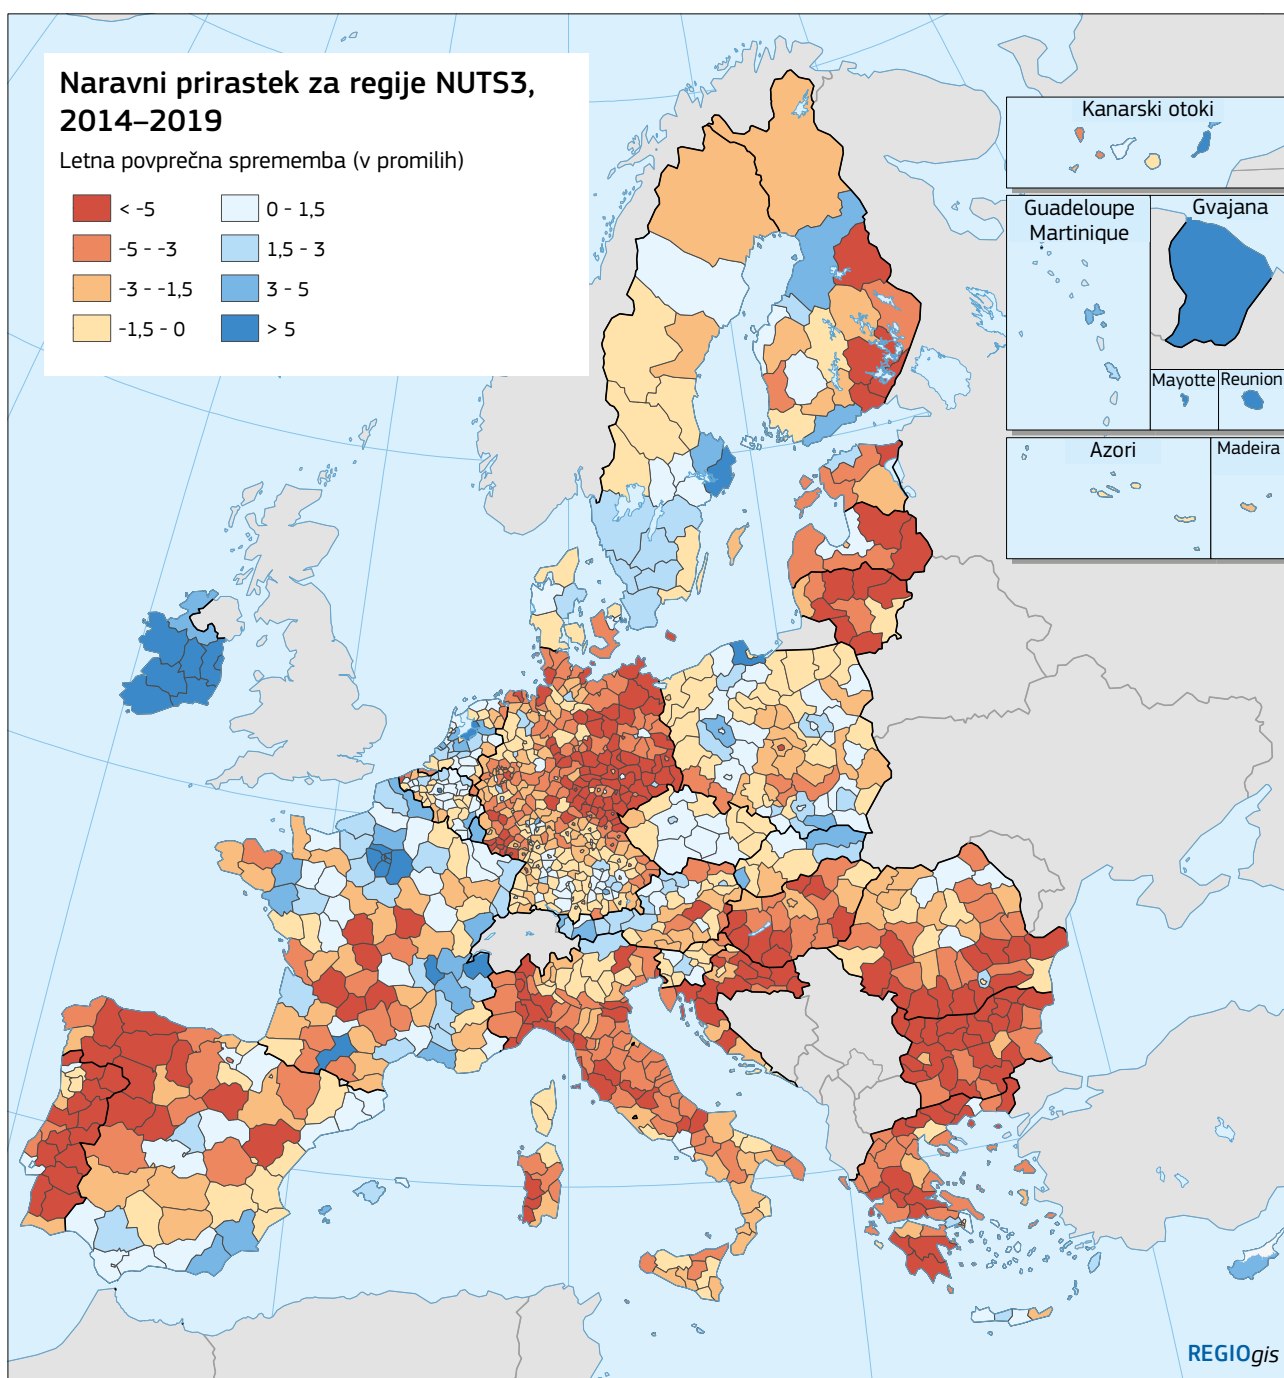 Naravni prirastek za regije NUTS3,
2014–2019
Letna povprečna sprememba (v promilih)
< -5
-5 - -3
-3 - -1,5
-1,5 - 0
0 - 1,5
1,5 - 3
3 - 5
> 5
Kanarski otoki
Guadeloupe
Martinique
Gvajana
Mayotte
Reunion
Azori
Madeira
REGIOgis